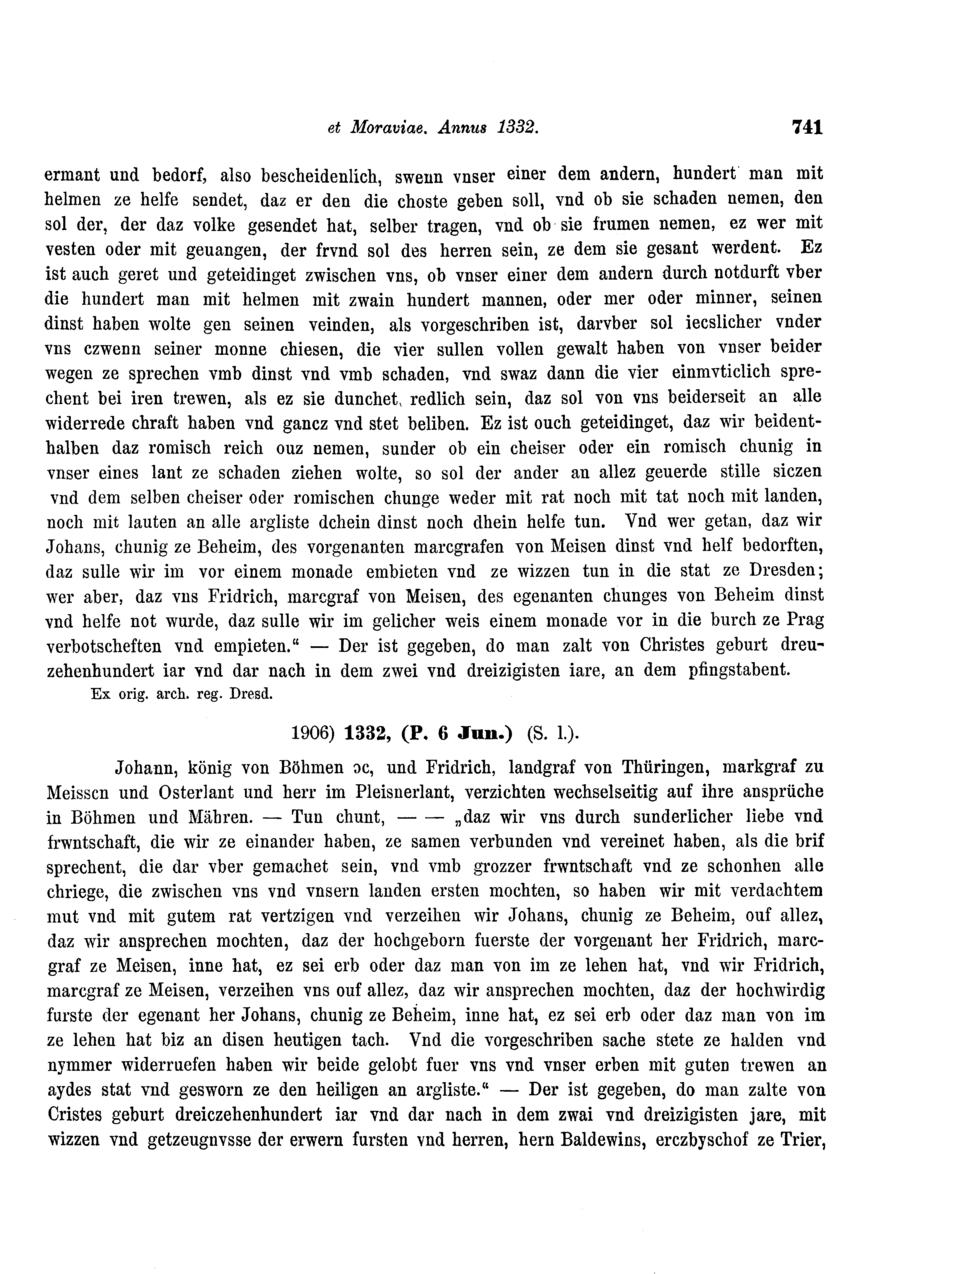 et Moraviae. Annus 1332. 741
ermant und bedorf, also bescheidenlich, swenn vnser einer dem andern, hundert man mit
helmen ze helfe sendet, daz er den die choste geben soll, vnd ob sie schaden nemen, den
sol der, der daz volke gesendet hat, selber tragen, vnd ob sie frumen nemen, ez wer mit
vesten oder mit geuangen, der frvnd sol des herren sein, ze dem sie gesant werdent. Ez
ist auch geret und geteidinget zwischen vns, ob vnser einer dem andern durch notdurft vber
die hundert man mit helmen mit zwain hundert mannen, oder mer oder minner, seinen
dinst haben wolte gen seinen veinden, als vorgeschriben ist, darvber sol iecslicher vnder
vns czwenn seiner monne chiesen, die vier sullen vollen gewalt haben von vnser beider
wegen ze sprechen vmb dinst vnd vmb schaden, vnd swaz dann die vier einmvticlich spre-
chent bei iren trewen, als ez sie dunchet, redlich sein, daz sol von vns beiderseit an alle
widerrede chraft haben vnd gancz vnd stet beliben. Ez ist ouch geteidinget, daz wir beident-
halben daz romisch reich ouz nemen, sunder ob ein cheiser oder ein romisch chunig in
vnser eines lant ze schaden ziehen wolte, so sol der ander an allez geuerde stille siczen
vnd dem selben cheiser oder romischen chunge weder mit rat noch mit tat noch mit landen,
noch mit lauten an alle argliste dchein dinst noch dhein helfe tun. Vnd wer getan, daz wir
Johans, chunig ze Beheim, des vorgenanten marcgrafen von Meisen dinst vnd helf bedorften,
daz sulle wir im vor einem monade embieten vnd ze wizzen tun in die stat ze Dresden;
wer aber, daz vns Fridrich, marcgraf von Meisen, des egenanten chunges von Beheim dinst
vnd helfe not wurde, daz sulle wir im gelicher weis einem monade vor in die burch ze Prag
verbotscheften vnd empieten.“ — Der ist gegeben, do man zalt von Christes geburt dreu-
zehenhundert iar vnd dar nach in dem zwei vnd dreizigisten iare, an dem pfingstabent.
Ex orig. arch. reg. Dresd.
1906) 1332, (P. 6 Jun.) (S. l.).
Johann, könig von Böhmen ɔc, und Fridrich, landgraf von Thüringen, markgraf zu
Meissen und Osterlant und herr im Pleisnerlant, verzichten wechselseitig auf ihre ansprüche
in Böhmen und Mähren. — Tun chunt, — — „daz wir vns durch sunderlicher liebe vnd
frwntschaft, die wir ze einander haben, ze samen verbunden vnd vereinet haben, als die brif
sprechent, die dar vber gemachet sein, vnd vmb grozzer frwntschaft vnd ze schonhen alle
chriege, die zwischen vns vnd vnsern landen ersten mochten, so haben wir mit verdachtem
mut vnd mit gutem rat vertzigen vnd verzeihen wir Johans, chunig ze Beheim, ouf allez,
daz wir ansprechen mochten, daz der hochgeborn fuerste der vorgenant her Fridrich, marc-
graf ze Meisen, inne hat, ez sei erb oder daz man von im ze lehen hat, vnd wir Fridrich,
marcgraf ze Meisen, verzeihen vns ouf allez, daz wir ansprechen mochten, daz der hochwirdig
furste der egenant her Johans, chunig ze Beheim, inne hat, ez sei erb oder daz man von im
ze lehen hat biz an disen heutigen tach. Vnd die vorgeschriben sache stete ze halden vnd
nymmer widerruefen haben wir beide gelobt fuer vns vnd vnser erben mit guten trewen an
aydes stat vnd gesworn ze den heiligen an argliste.“ — Der ist gegeben, do man zalte von
Cristes geburt dreiczehenhundert iar vnd dar nach in dem zwai vnd dreizigisten jare, mit
wizzen vnd getzeugnvsse der erwern fursten vnd herren, hern Baldewins, erczbyschof ze Trier,